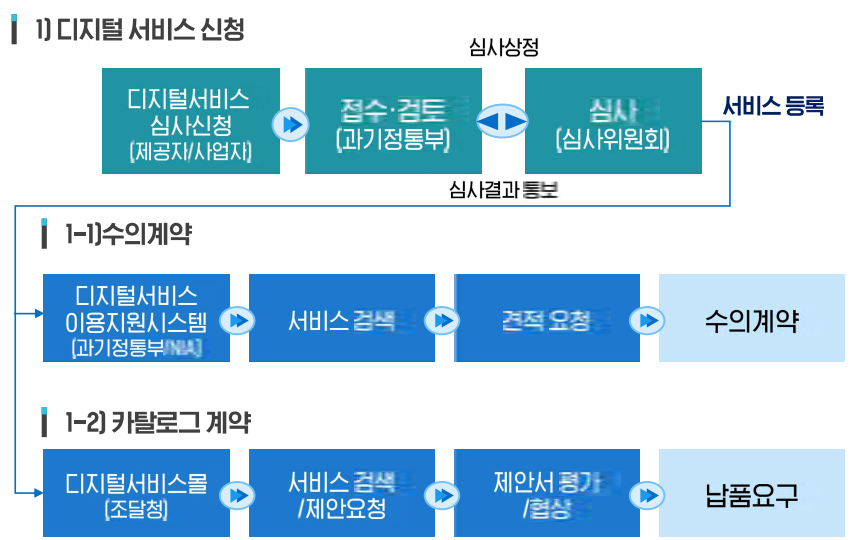 1) 디지털 서비스 신청
심사상정
디지털서비스
심사신청
(제공자/사업자)
접수·검토
(과기정통부)
심사
(심사위원회)
서비스 등록
심사결과 통보
1-1)수의계약
디지털서비스
이용지원시스템
(과기정통부/NIA)
서비스 검색
견적 요청
수의계약
1-2) 카탈로그 계약
디지털서비스몰
(조달청)
서비스 검색
/제안요청
제안서 평가
/협상
납품요구